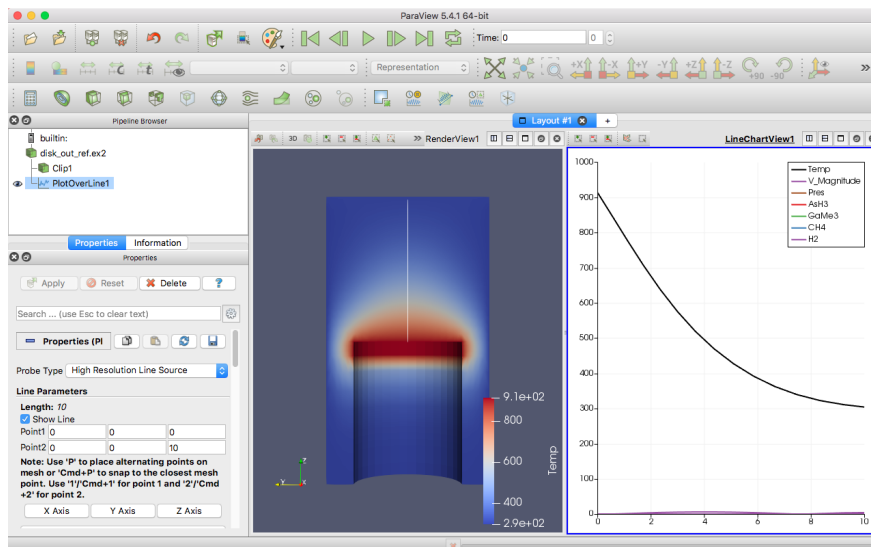 ParaView 5.4.1 64-bit
Time: 0 0
C t Representation +X -X +Y -Y +Z -Z +90 -90 »
Pipeline Browser
builtin:
disk_out_ref.ex2
Clip1
PlotOverLine1
Properties Information
Properties
Apply Reset Delete ?
Search ... (use Esc to clear text)
Properties (Pl
Probe Type High Resolution Line Source
Line Parameters
Length: 10
Show Line
Point1 0 0 0
Point2 0 0 10
Note: Use 'P' to place alternating points on
mesh or 'Cmd+P' to snap to the closest mesh
point. Use '1'/'Cmd+1' for point 1 and '2'/'Cmd
+2' for point 2.
X Axis Y Axis Z Axis
Layout #1 +
3D » RenderView1
9.1e+02
800
600
400
2.9e+02
Temp
Z
Y
X
LineChartView1
1000
900
800
700
600
500
400
300
200
100
0
0 2 4 6 8 10
Temp
V_Magnitude
Pres
AsH3
GaMe3
CH4
H2